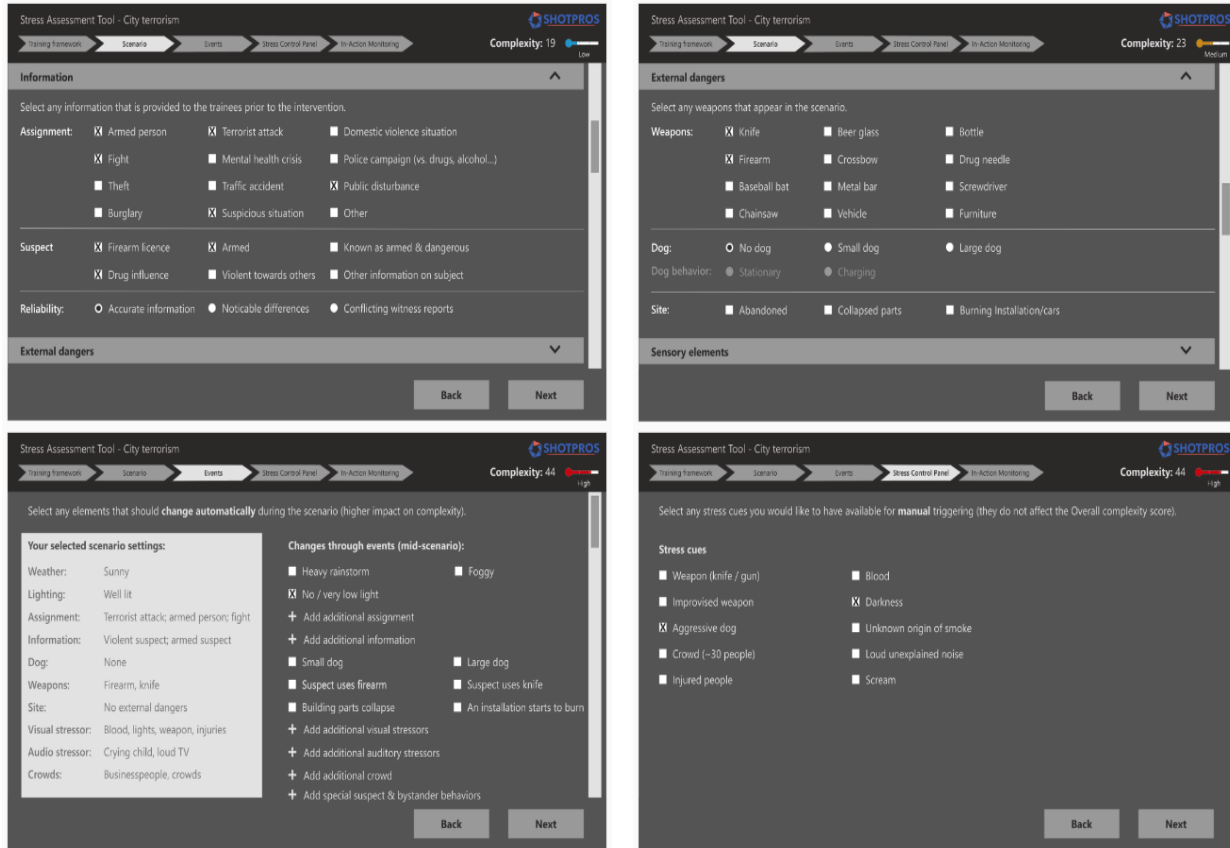 Stress Assessment Tool - City terrorism
SHOTPROS
Training framework Scenario Events Stress Control Panel In-Action Monitoring
Complexity: 19
Low
Information
Select any information that is provided to the trainees prior to the intervention.
Assignment: X Armed person X Terrorist attack Domestic violence situation
X Fight Mental health crisis Police campaign (vs. drugs, alcohol...)
Theft Traffic accident X Public disturbance
Burglary X Suspicious situation Other
Suspect X Firearm licence X Armed Known as armed & dangerous
X Drug influence Violent towards others Other information on subject
Reliability: Accurate information Noticable differences Conflicting witness reports
External dangers
Back Next
Stress Assessment Tool - City terrorism
SHOTPROS
Training framework Scenario Events Stress Control Panel In-Action Monitoring
Complexity: 23
Medium
External dangers
Select any weapons that appear in the scenario.
Weapons: X Knife Beer glass Bottle
X Firearm Crossbow Drug needle
Baseball bat Metal bar Screwdriver
Chainsaw Vehicle Furniture
Dog: No dog Small dog Large dog
Dog behavior: Stationary Charging
Site: Abandoned Collapsed parts Burning Installation/cars
Sensory elements
Back Next
Stress Assessment Tool - City terrorism
SHOTPROS
Training framework Scenario Events Stress Control Panel In-Action Monitoring
Complexity: 44
High
Select any elements that should change automatically during the scenario (higher impact on complexity).
Your selected scenario settings:
Weather: Sunny
Lighting: Well lit
Assignment: Terrorist attack; armed person; fight
Information: Violent suspect; armed suspect
Dog: None
Weapons: Firearm, knife
Site: No external dangers
Visual stressor: Blood, lights, weapon, injuries
Audio stressor: Crying child, loud TV
Crowds: Businesspeople, crowds
Changes through events (mid-scenario):
Heavy rainstorm Foggy
X No / very low light
+ Add additional assignment
+ Add additional information
Small dog Large dog
Suspect uses firearm Suspect uses knife
Building parts collapse An installation starts to burn
+ Add additional visual stressors
+ Add additional auditory stressors
+ Add additional crowd
+ Add special suspect & bystander behaviors
Back Next
Stress Assessment Tool - City terrorism
SHOTPROS
Training framework Scenario Events Stress Control Panel In-Action Monitoring
Complexity: 44
High
Select any stress cues you would like to have available for manual triggering (they do not affect the Overall complexity score).
Stress cues
Weapon (knife / gun) Blood
Improvised weapon X Darkness
X Aggressive dog Unknown origin of smoke
Crowd (~30 people) Loud unexplained noise
Injured people Scream
Back Next